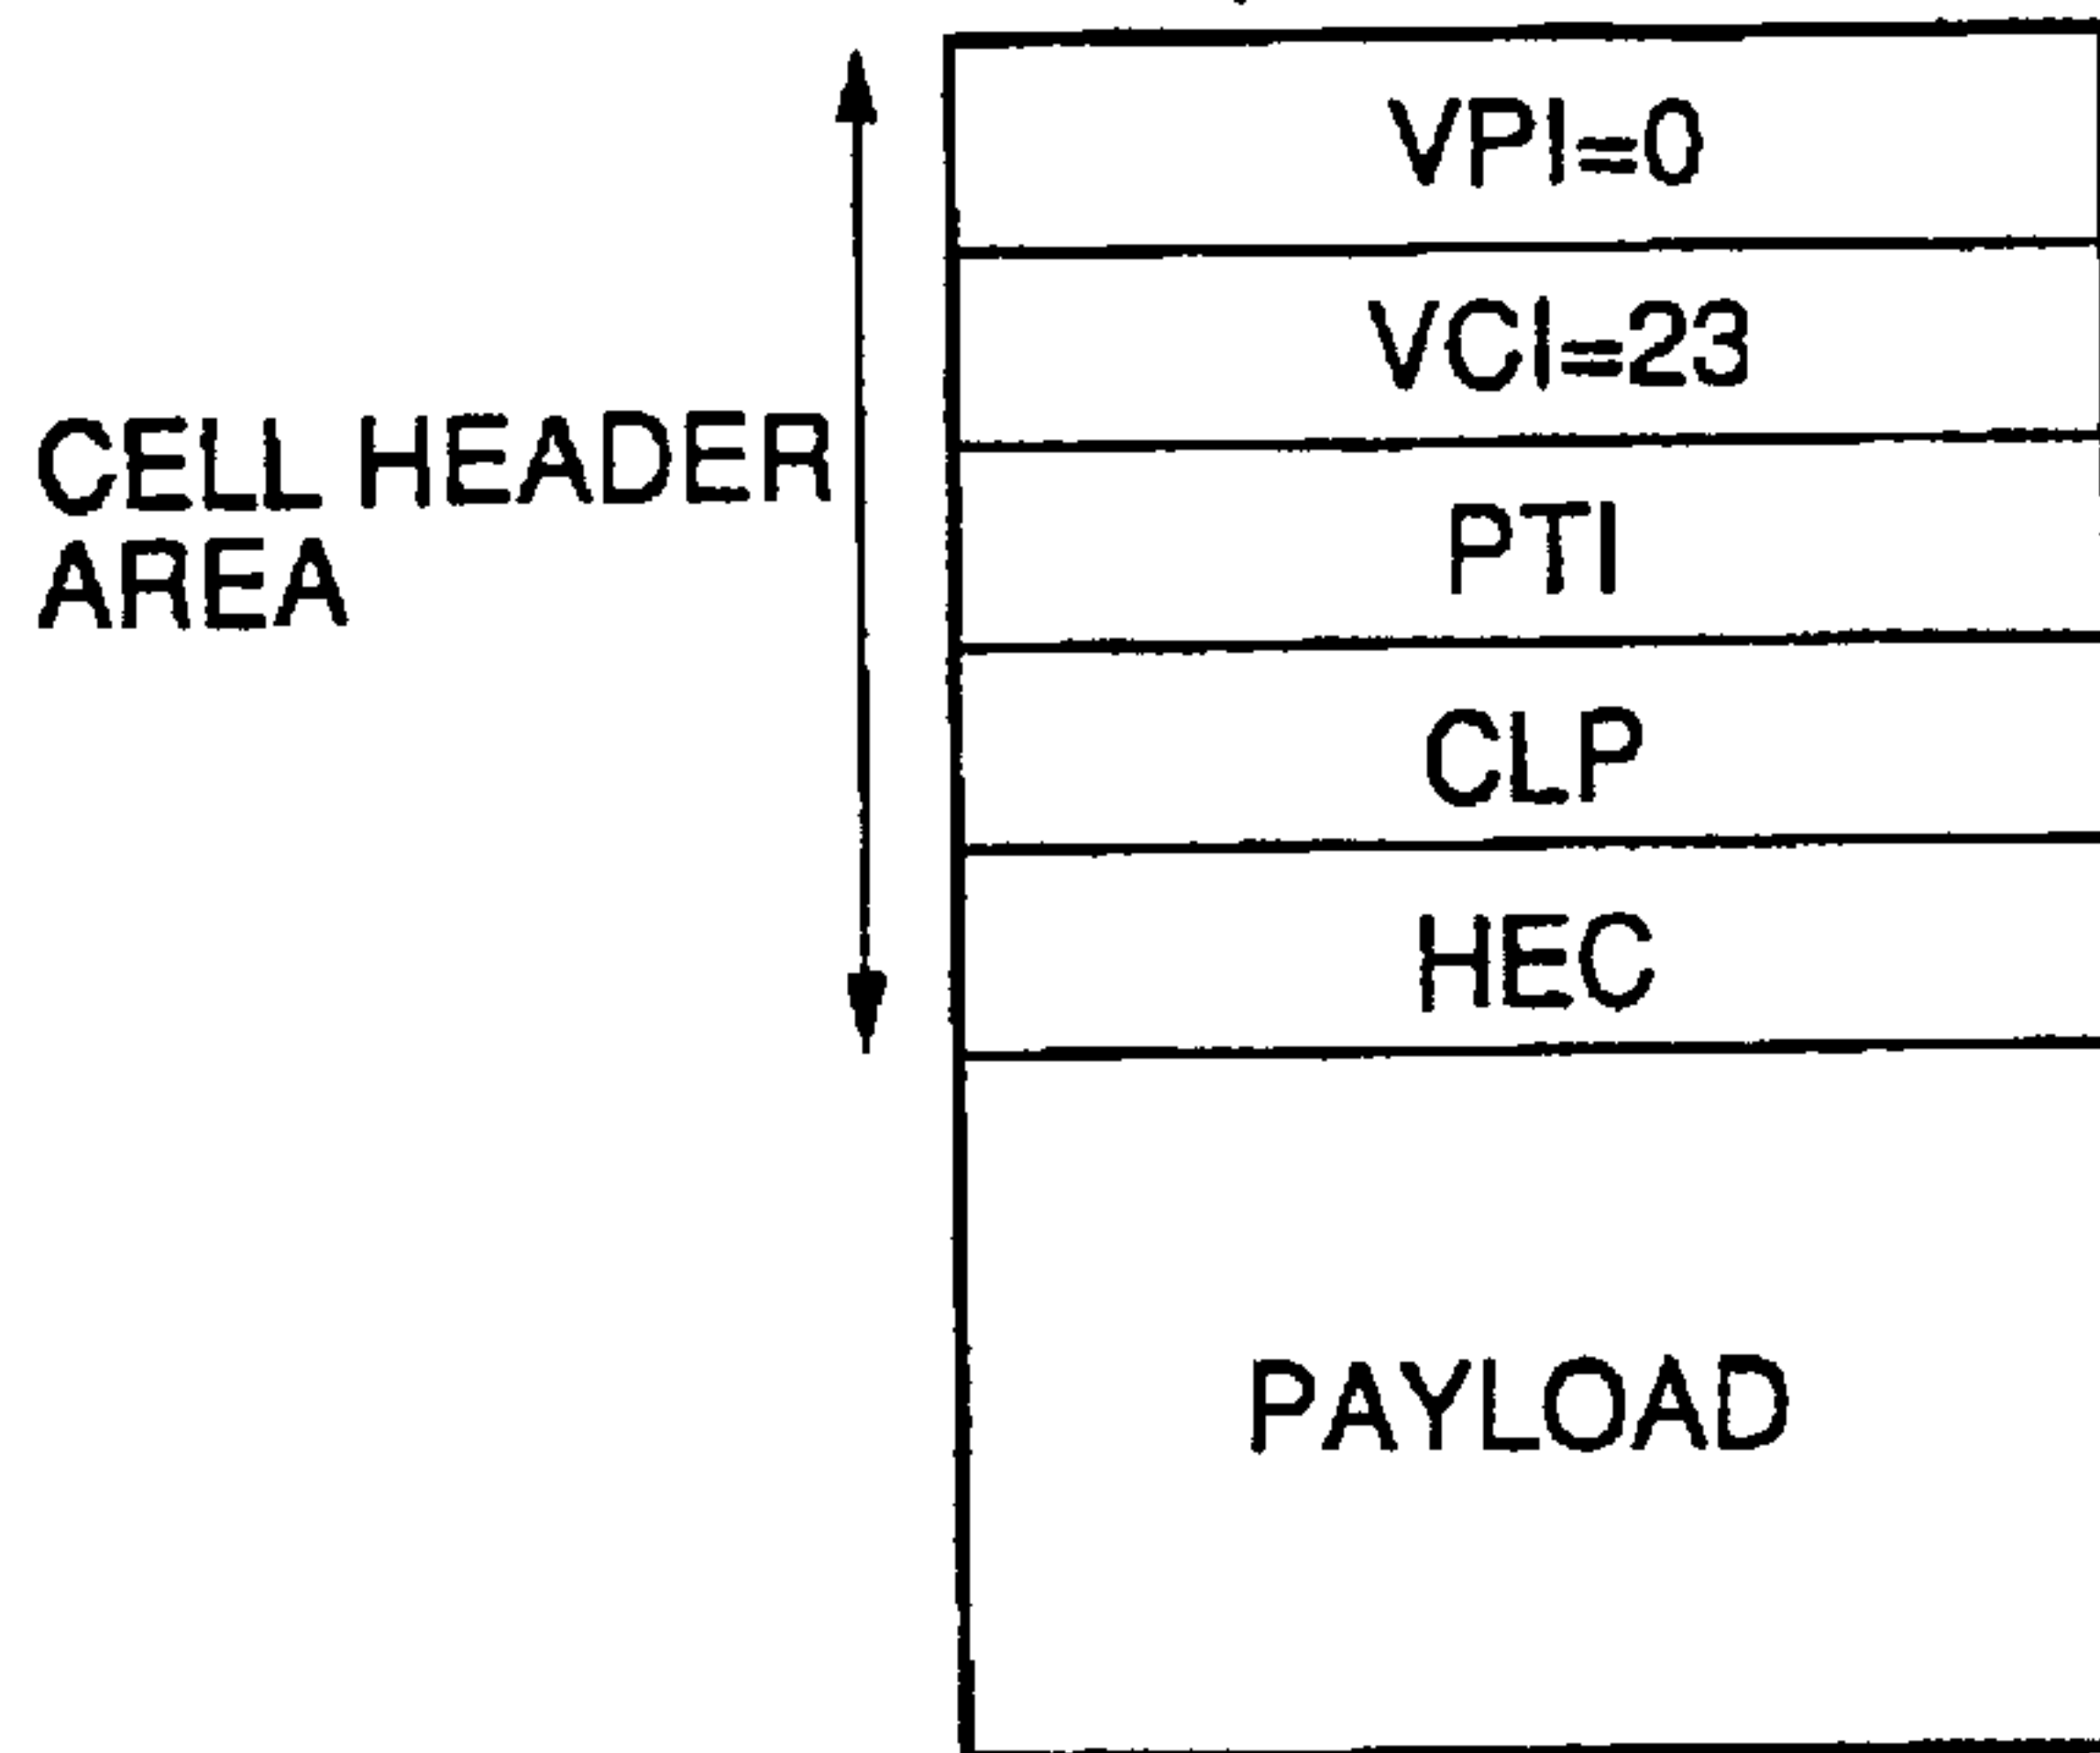 VPI=0
VCI=23
CELL HEADER
AREA
PTI
CLP
HEC
PAYLOAD